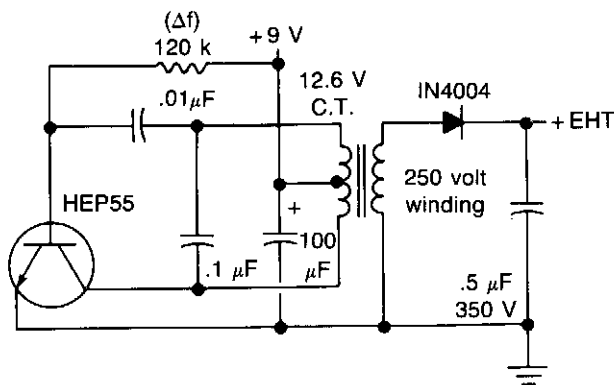 (Δf)
120 k
+9 V
12.6 V
C.T.
IN4004
.01μF
+ EHT
HEP55
250 volt
winding
+
100
μF
.1 μF
.5 μF
350 V